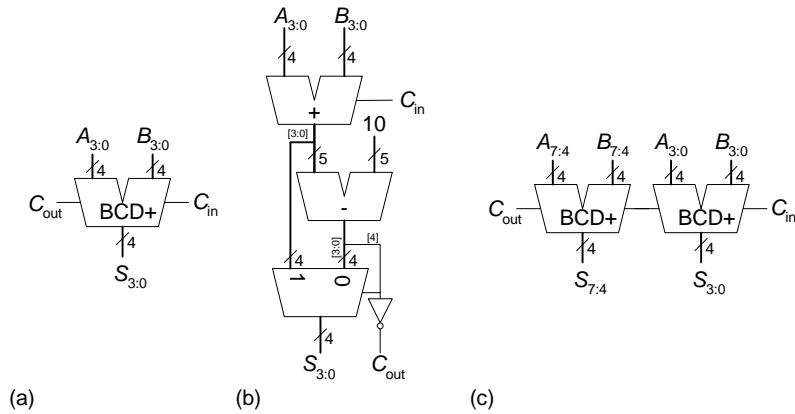 A3:0 B3:0
4 4
Cout BCD+ Cin
4
S3:0
(a)
A3:0 B3:0
4 4
Cin
+
[3:0] 10
5 5
-
[3:0] [4]
4 4
1 0
4
S3:0
Cout
(b)
A7:4 B7:4 A3:0 B3:0
4 4 4 4
Cout BCD+ BCD+ Cin
4 4
S7:4 S3:0
(c)